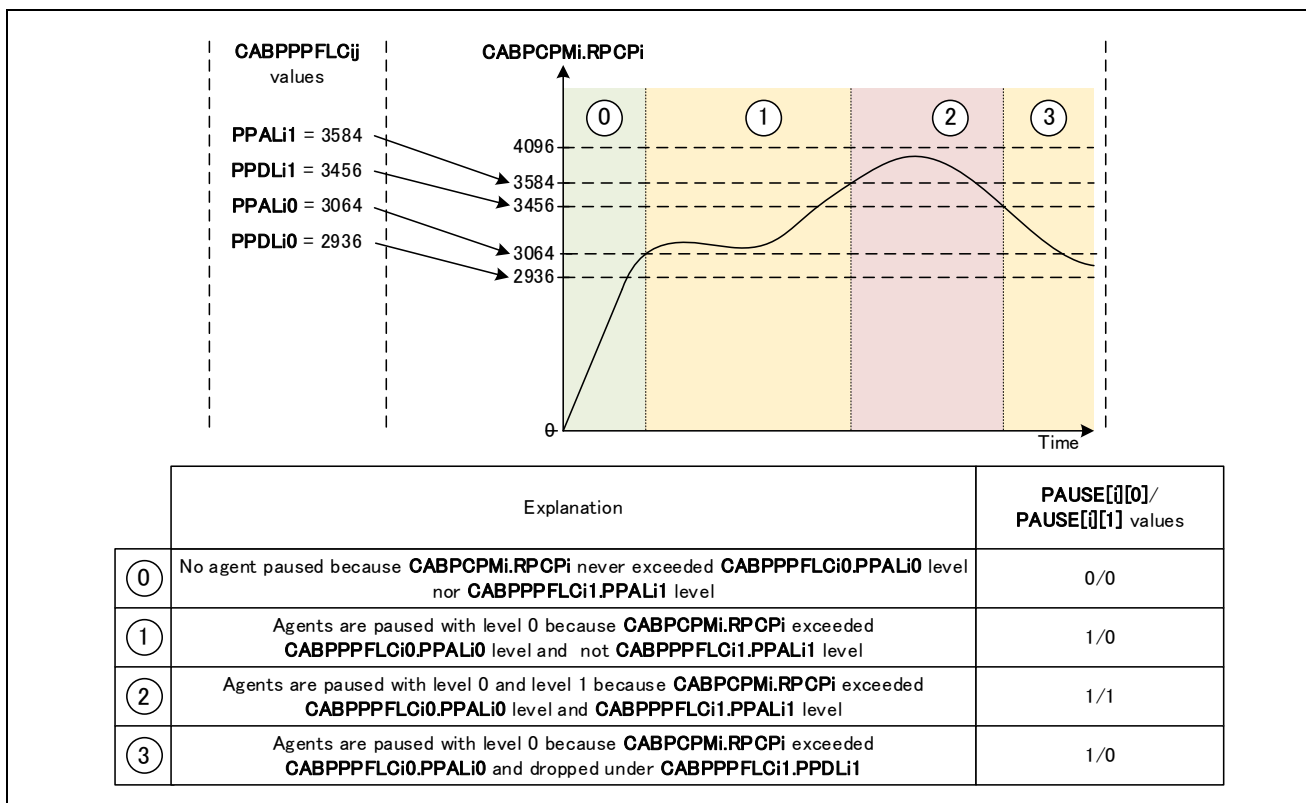 CABPPPFLCij
values
PPALi1 = 3584
PPDLi1 = 3456
PPALi0 = 3064
PPDLi0 = 2936
CABPCPMi.RPCPi
0
1
2
3
4096
3584
3456
3064
2936
0
Time
Explanation
PAUSE[i][0]/
PAUSE[i][1] values
0
No agent paused because CABPCPMi.RPCPi never exceeded CABPPPFLCi0.PPALi0 level
nor CABPPPFLCi1.PPALi1 level
0/0
1
Agents are paused with level 0 because CABPCPMi.RPCPi exceeded
CABPPPFLCi0.PPALi0 level and not CABPPPFLCi1.PPALi1 level
1/0
2
Agents are paused with level 0 and level 1 because CABPCPMi.RPCPi exceeded
CABPPPFLCi0.PPALi0 level and CABPPPFLCi1.PPALi1 level
1/1
3
Agents are paused with level 0 because CABPCPMi.RPCPi exceeded
CABPPPFLCi0.PPALi0 and dropped under CABPPPFLCi1.PPDLi1
1/0